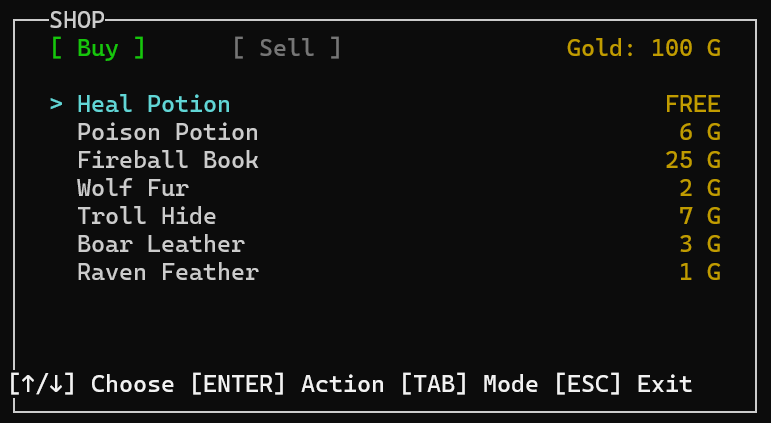 SHOP
[ Buy ] [ Sell ] Gold: 100 G
> Heal Potion FREE
Poison Potion 6 G
Fireball Book 25 G
Wolf Fur 2 G
Troll Hide 7 G
Boar Leather 3 G
Raven Feather 1 G
[↑/↓] Choose [ENTER] Action [TAB] Mode [ESC] Exit